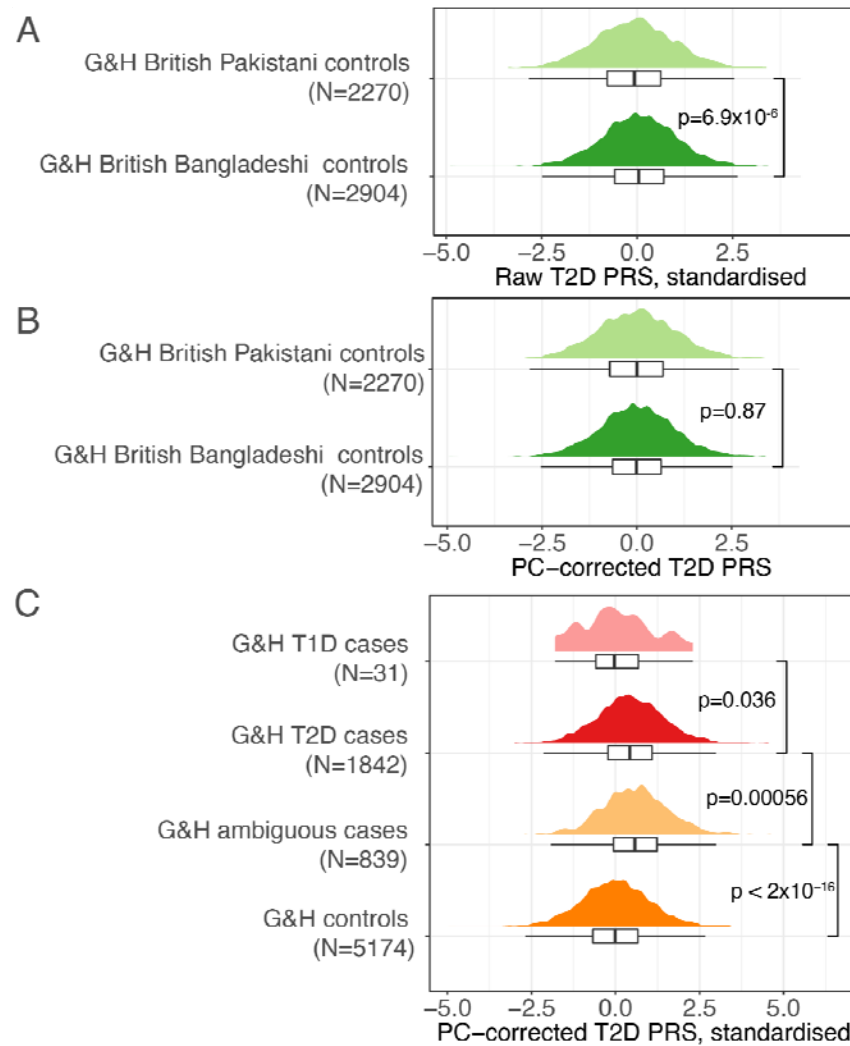 A
G&H British Pakistani controls
(N=2270)
G&H British Bangladeshi controls
(N=2904)
p=6.9x10⁻⁶
−5.0 −2.5 0.0 2.5
Raw T2D PRS, standardised
B
G&H British Pakistani controls
(N=2270)
G&H British Bangladeshi controls
(N=2904)
p=0.87
−5.0 −2.5 0.0 2.5
PC−corrected T2D PRS
C
G&H T1D cases
(N=31)
p=0.036
G&H T2D cases
(N=1842)
p=0.00056
G&H ambiguous cases
(N=839)
p < 2x10⁻¹⁶
G&H controls
(N=5174)
−5.0 −2.5 0.0 2.5 5.0
PC−corrected T2D PRS, standardised